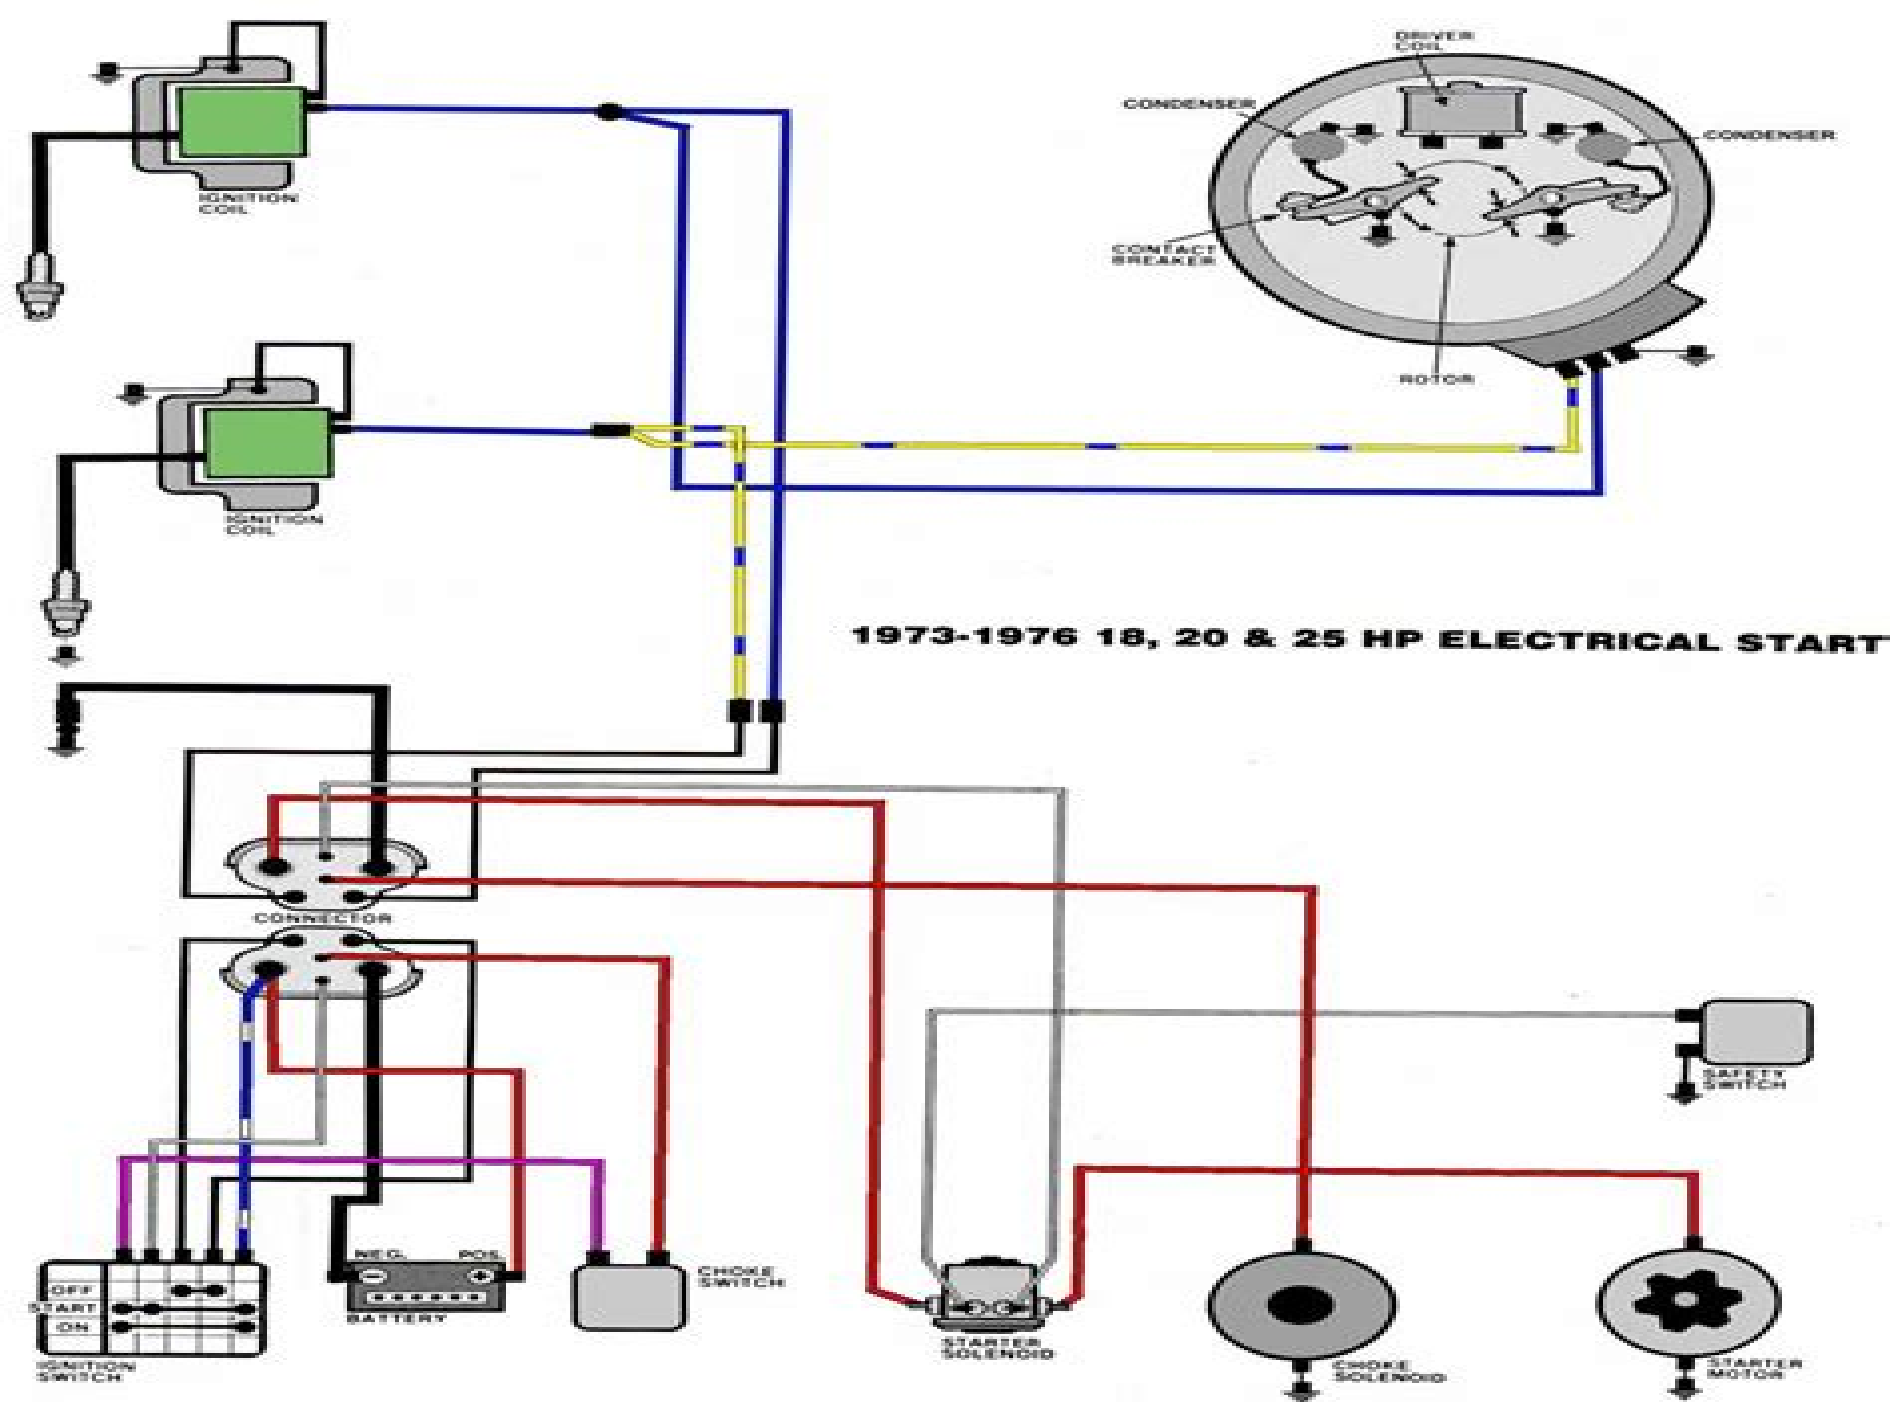 DRIVER
COIL
CONDENSER
CONDENSER
IGNITION
COIL
CONTACT
BREAKER
ROTOR
IGNITION
COIL
1973-1976 18, 20 & 25 HP ELECTRICAL START
CONNECTOR
SAFETY
SWITCH
NEG.
POS.
OFF
START
ON
BATTERY
CHOKE
SWITCH
STARTER
SOLENOID
IGNITION
SWITCH
CHOKE
SOLENOID
STARTER
MOTOR